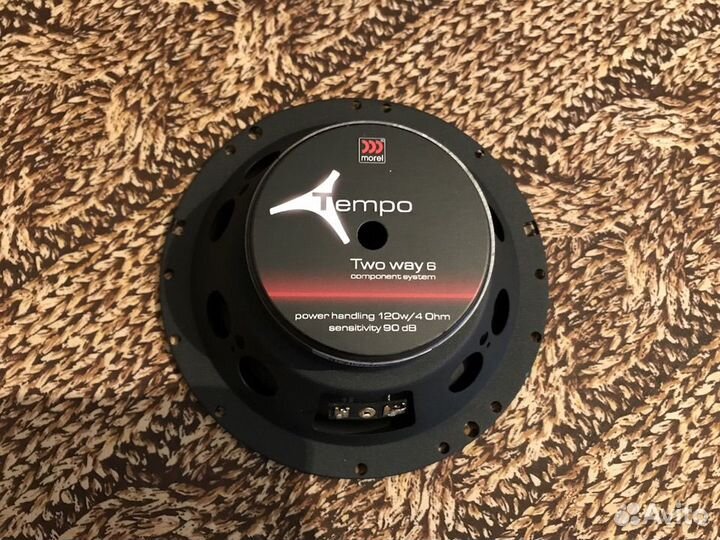 morel
Tempo
Two way 6
component system
power handling 120w/4 Ohm
sensitivity 90 dB
Avito